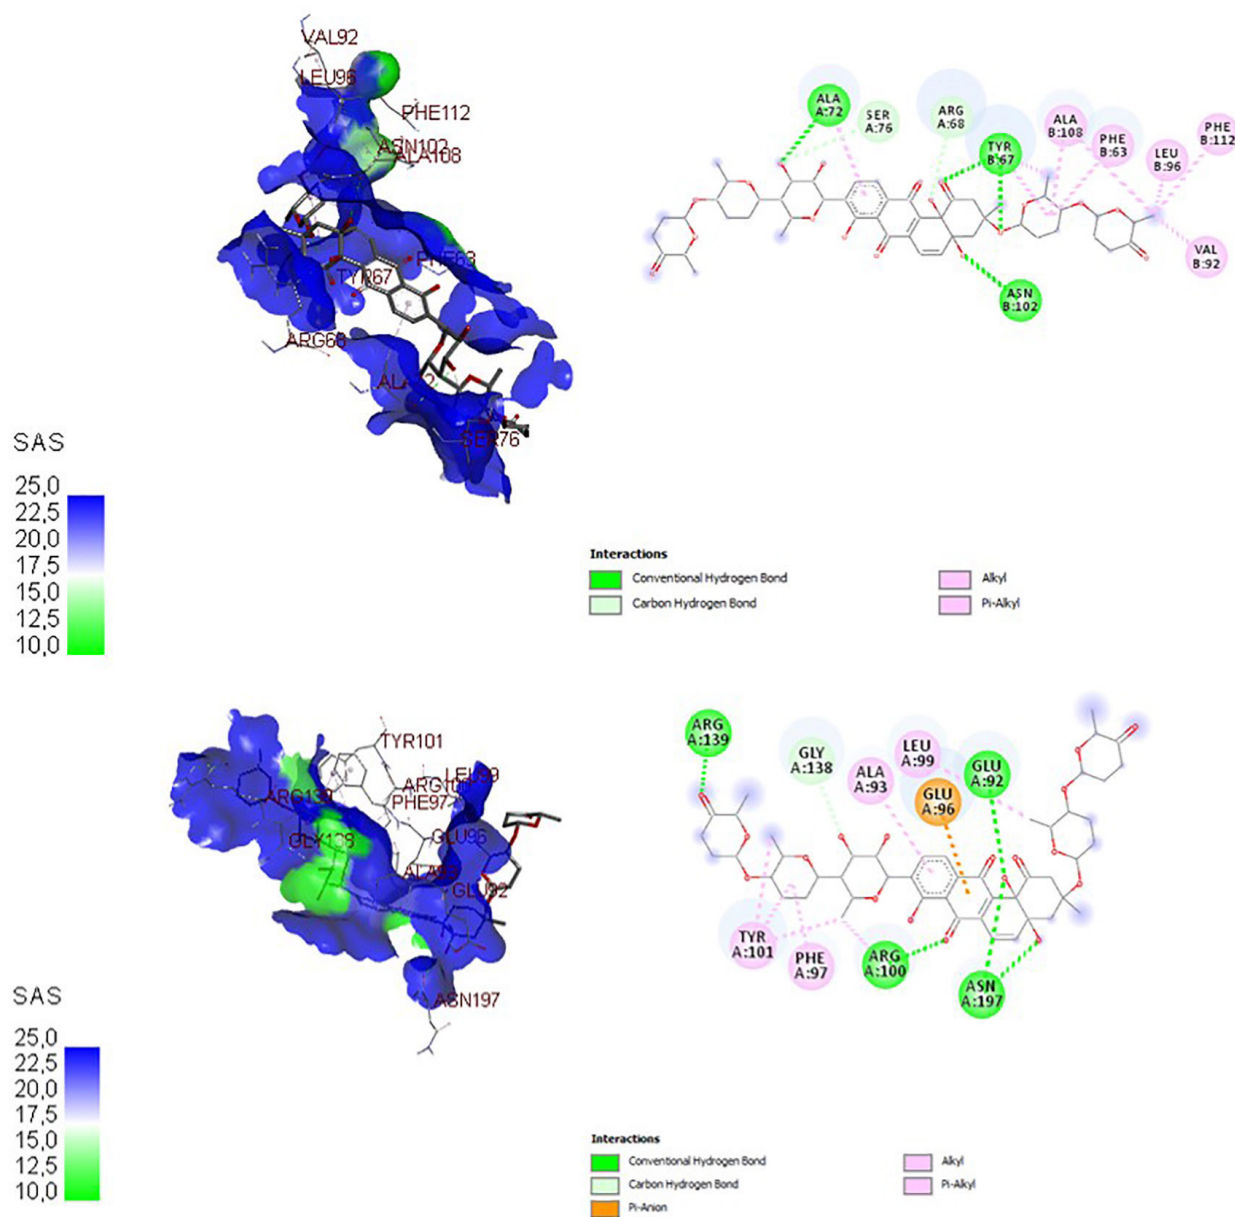 VAL92
LEU96
PHE112
ASN102
ALA108
PHE63
TYR67
ARG68
SER76
SAS
25,0
22,5
20,0
17,5
15,0
12,5
10,0
ALA
A:72
SER
A:76
ARG
A:68
TYR
B:67
ALA
B:108
PHE
B:63
LEU
B:96
PHE
B:112
VAL
B:92
ASN
B:102
Interactions
Conventional Hydrogen Bond
Carbon Hydrogen Bond
Alkyl
Pi-Alkyl
TYR101
LEU99
ARG100
ARG139
PHE97
GLY138
GLU96
ALA93
GLU92
ASN197
SAS
25,0
22,5
20,0
17,5
15,0
12,5
10,0
ARG
A:139
GLY
A:138
ALA
A:93
LEU
A:99
GLU
A:96
GLU
A:92
TYR
A:101
PHE
A:97
ARG
A:100
ASN
A:197
Interactions
Conventional Hydrogen Bond
Carbon Hydrogen Bond
Pi-Anion
Alkyl
Pi-Alkyl